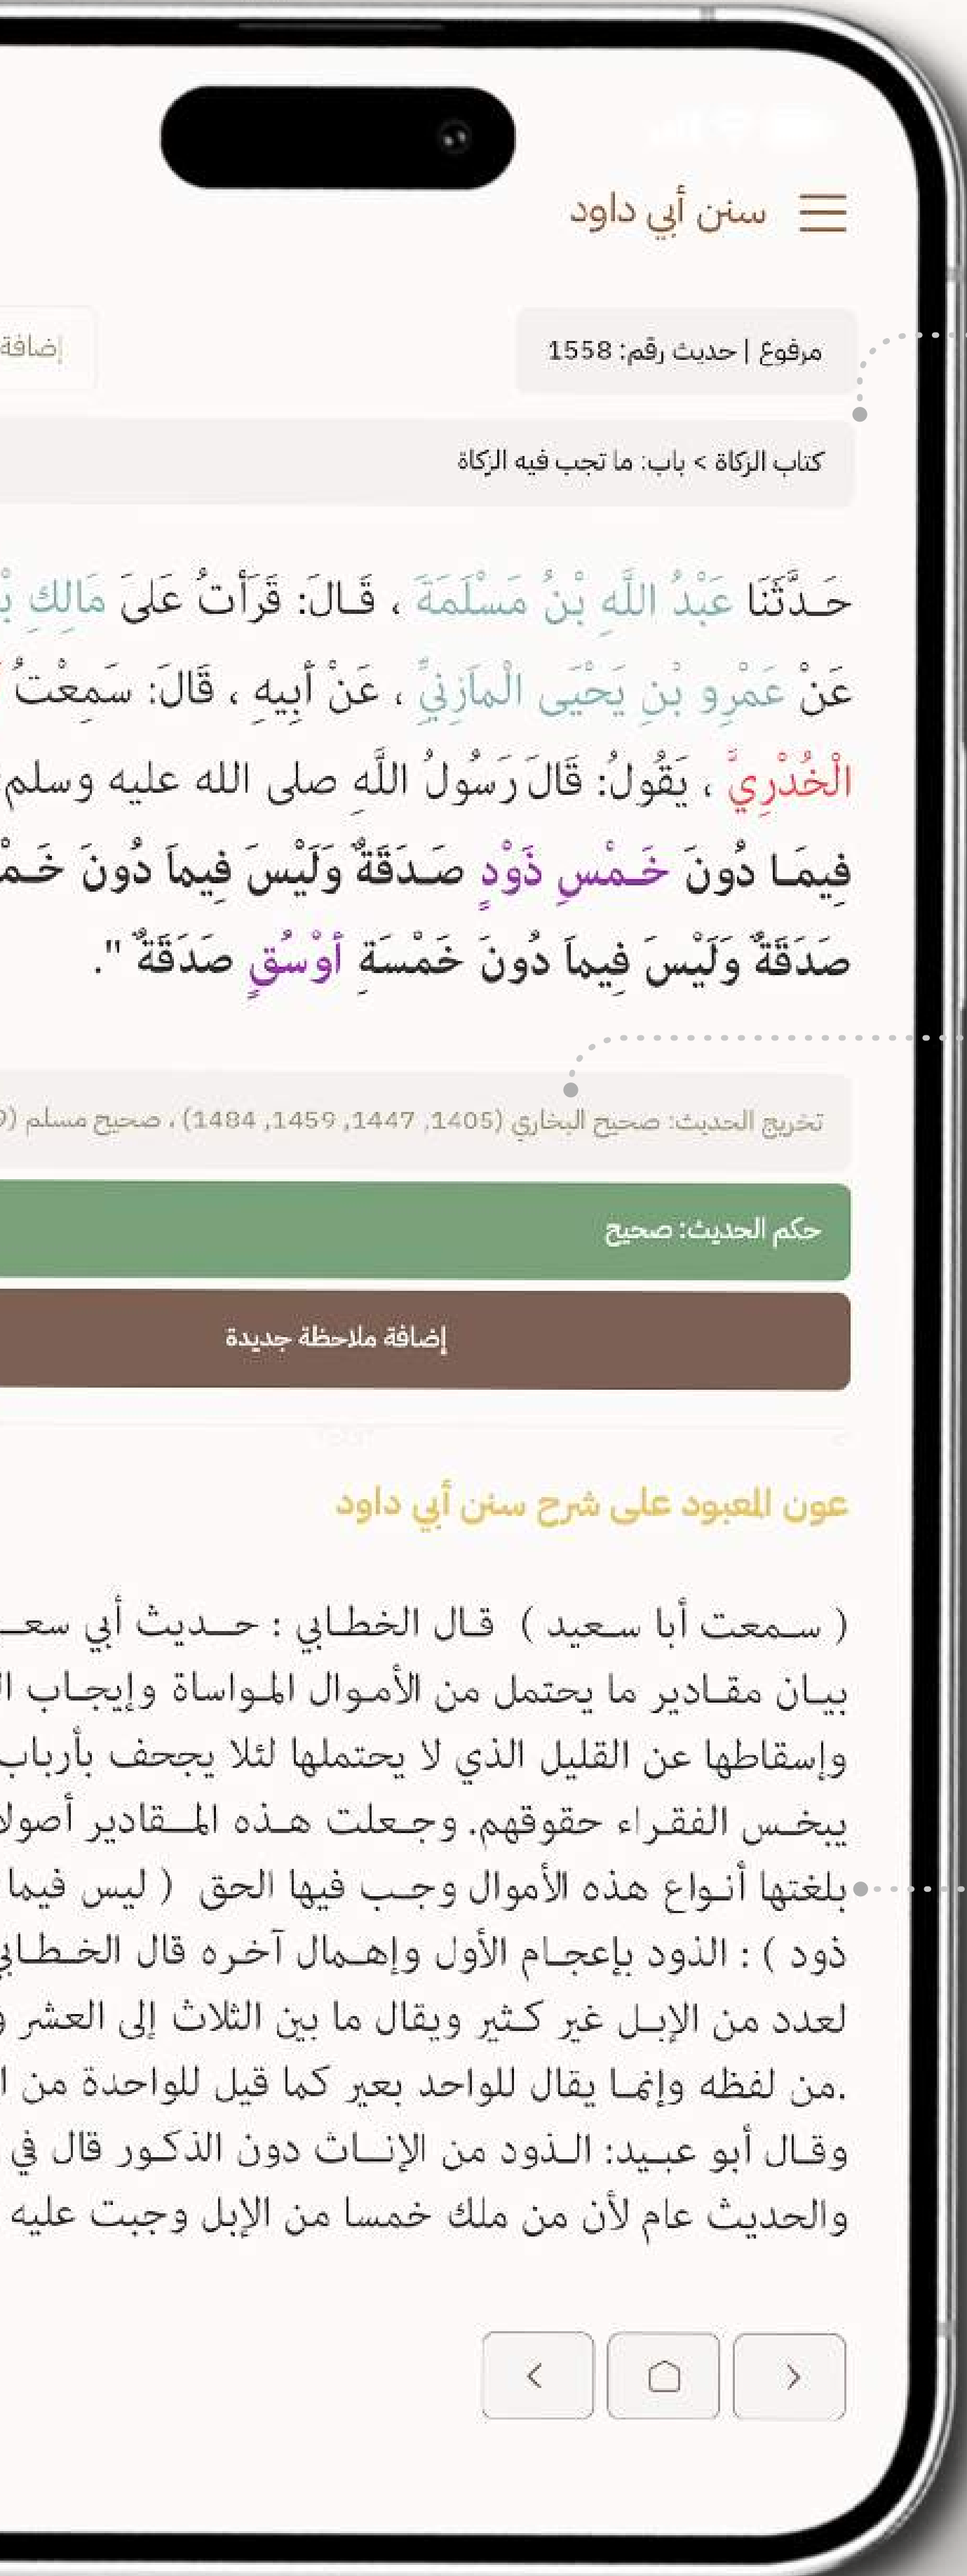 سنن أبي داود
مرفوع | حديث رقم: 1558
إضافة
كتاب الزكاة > باب: ما تجب فيه الزكاة
حَدَّثَنَا عَبْدُ اللَّهِ بْنُ مَسْلَمَةَ ، قَالَ: قَرَأْتُ عَلَى مَالِكِ
عَنْ عَمْرِو بْنِ يَحْيَى الْمَازِنِيِّ ، عَنْ أَبِيهِ ، قَالَ: سَمِعْتُ
الْخُدْرِيَّ ، يَقُولُ: قَالَ رَسُولُ اللَّهِ صلى الله عليه وسلم
فِيمَا دُونَ خَمْسِ ذَوْدٍ صَدَقَةٌ وَلَيْسَ فِيمَا دُونَ
صَدَقَةٌ وَلَيْسَ فِيمَا دُونَ خَمْسَةِ أَوْسُقٍ صَدَقَةٌ ".
تخريج الحديث: صحيح البخاري (1405, 1447, 1459, 1484) ، صحيح مسلم
حكم الحديث: صحيح
إضافة ملاحظة جديدة
عون المعبود على شرح سنن أبي داود
( سمعت أبا سعيد ) قال الخطابي : حديث أبي
بيان مقادير ما يحتمل من الأموال المواساة وإيجاب
وإسقاطها عن القليل الذي لا يحتملها لئلا يجحف بأرباب
يبخس الفقراء حقوقهم. وجعلت هذه المقادير أصولا
بلغتها أنواع هذه الأموال وجب فيها الحق ( ليس فيما
ذود ) : الذود بإعجام الأول وإهمال آخره قال الخطابي
لعدد من الإبل غير كثير ويقال ما بين الثلاث إلى العشر
.من لفظه وإنما يقال للواحد بعير كما قيل للواحدة من
وقال أبو عبيد: الذود من الإناث دون الذكور قال في
والحديث عام لأن من ملك خمسا من الإبل وجبت عليه